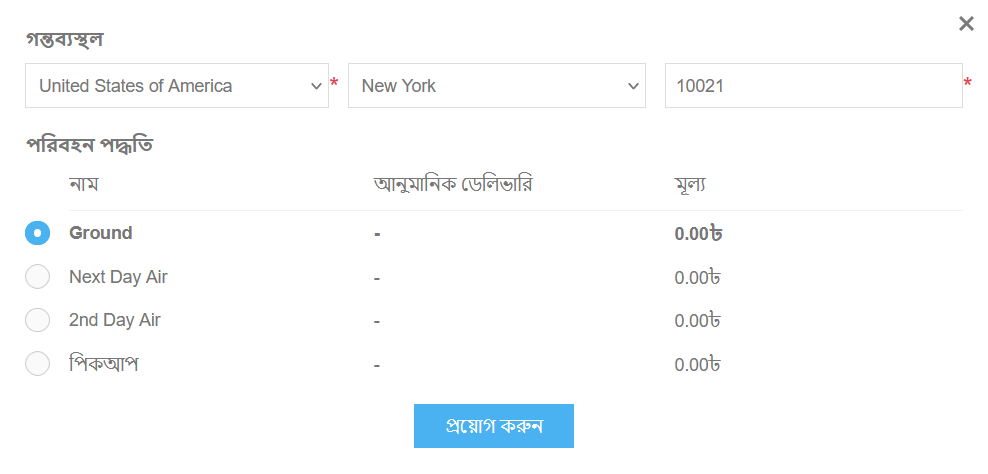 গন্তব্যস্থল
United States of America * New York 10021 *
পরিবহন পদ্ধতি
নাম আনুমানিক ডেলিভারি মূল্য
Ground - 0.00৳
Next Day Air - 0.00৳
2nd Day Air - 0.00৳
পিকআপ - 0.00৳
প্রয়োগ করুন